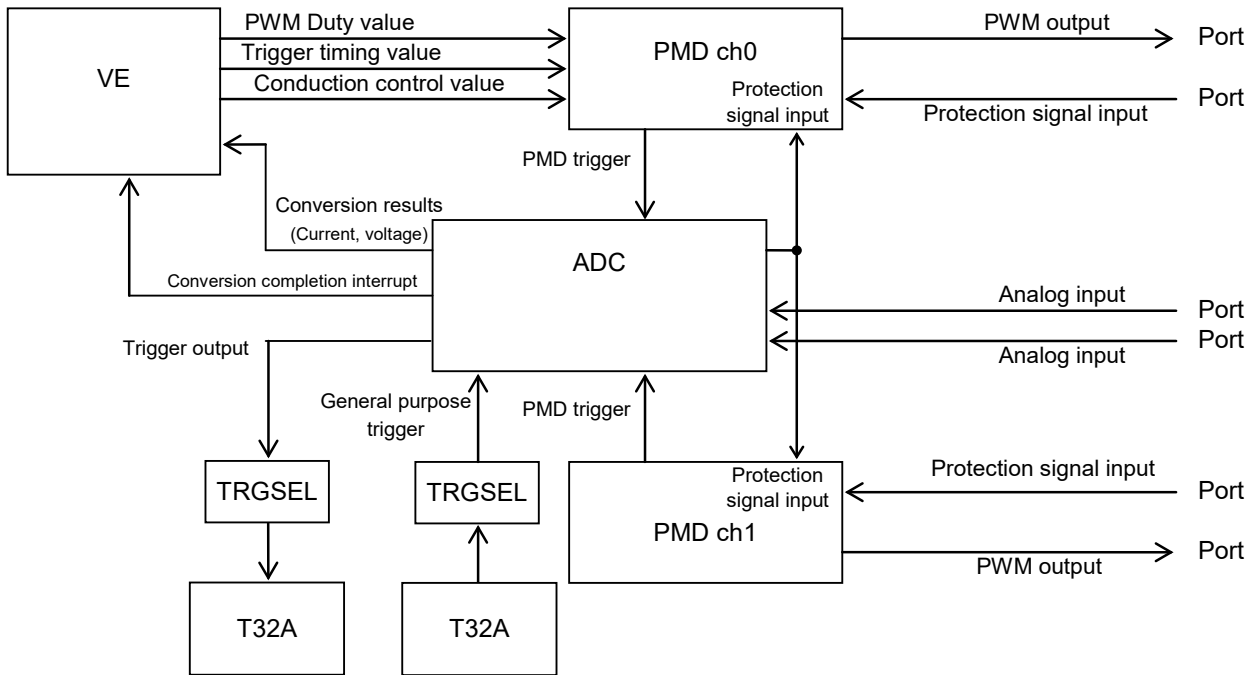 PWM Duty value
Trigger timing value
Conduction control value
VE
PMD ch0
Protection
signal input
PWM output
Port
Port
Protection signal input
PMD trigger
Conversion results
(Current, voltage)
ADC
Conversion completion interrupt
Analog input
Port
Port
Analog input
Trigger output
General purpose
trigger
PMD trigger
TRGSEL
TRGSEL
Protection
signal input
PMD ch1
Protection signal input
Port
Port
PWM output
T32A
T32A